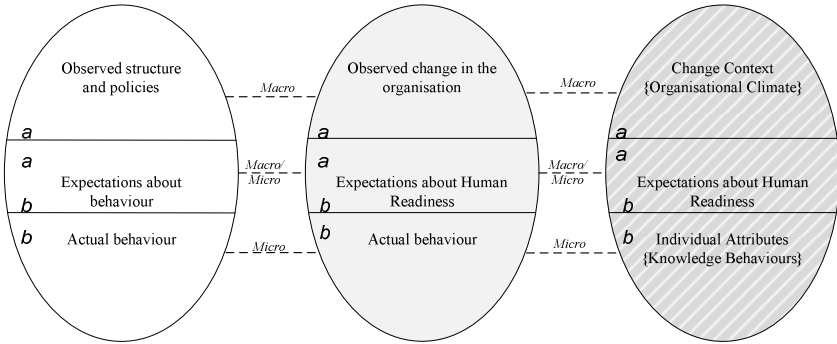 Observed structure
and policies
a
a
Expectations about
behaviour
b
b
Actual behaviour
Macro
Macro/
Micro
Micro
Observed change in the
organisation
a
a
Expectations about Human
Readiness
b
b
Actual behaviour
Macro
Macro/
Micro
Micro
Change Context
{Organisational Climate}
a
a
Expectations about Human
Readiness
b
b
Individual Attributes
{Knowledge Behaviours}